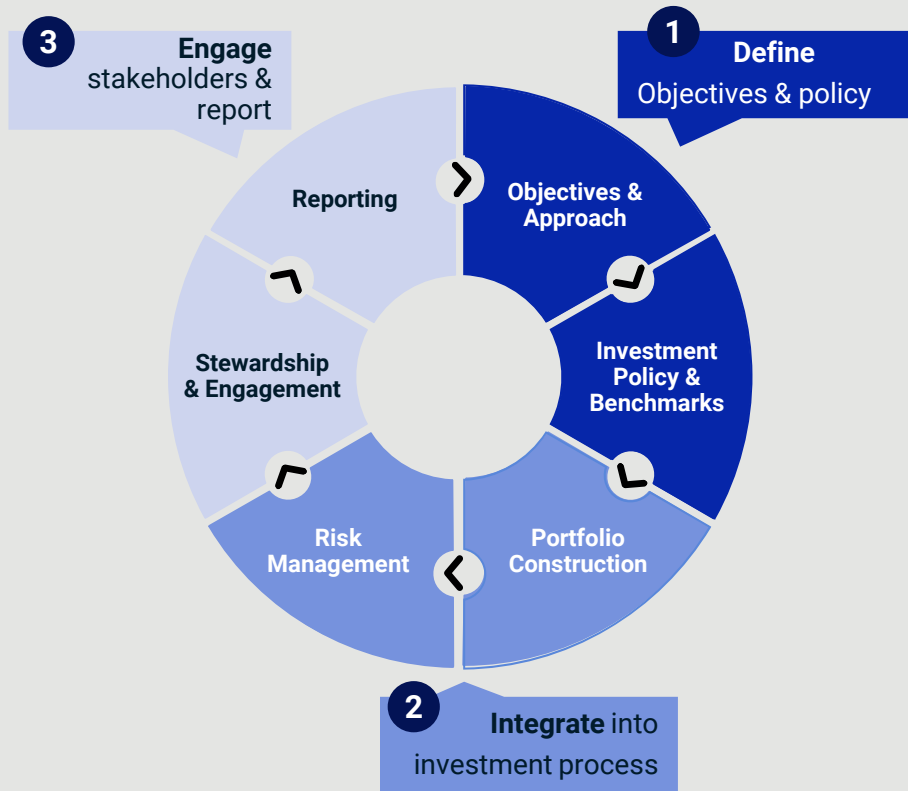 3
Engage
stakeholders &
report
1
Define
Objectives & policy
Reporting
Objectives &
Approach
Stewardship
& Engagement
Investment
Policy &
Benchmarks
Risk
Management
Portfolio
Construction
2
Integrate into
investment process